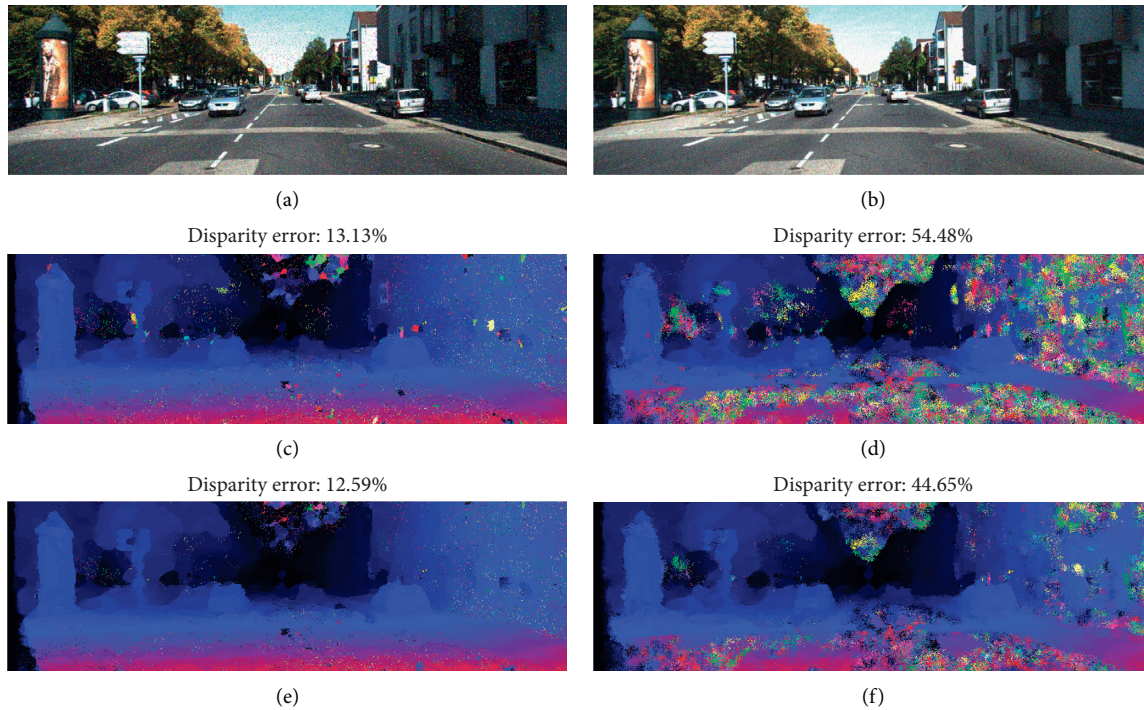 (a)
(b)
Disparity error: 13.13%
Disparity error: 54.48%
(c)
(d)
Disparity error: 12.59%
Disparity error: 44.65%
(e)
(f)